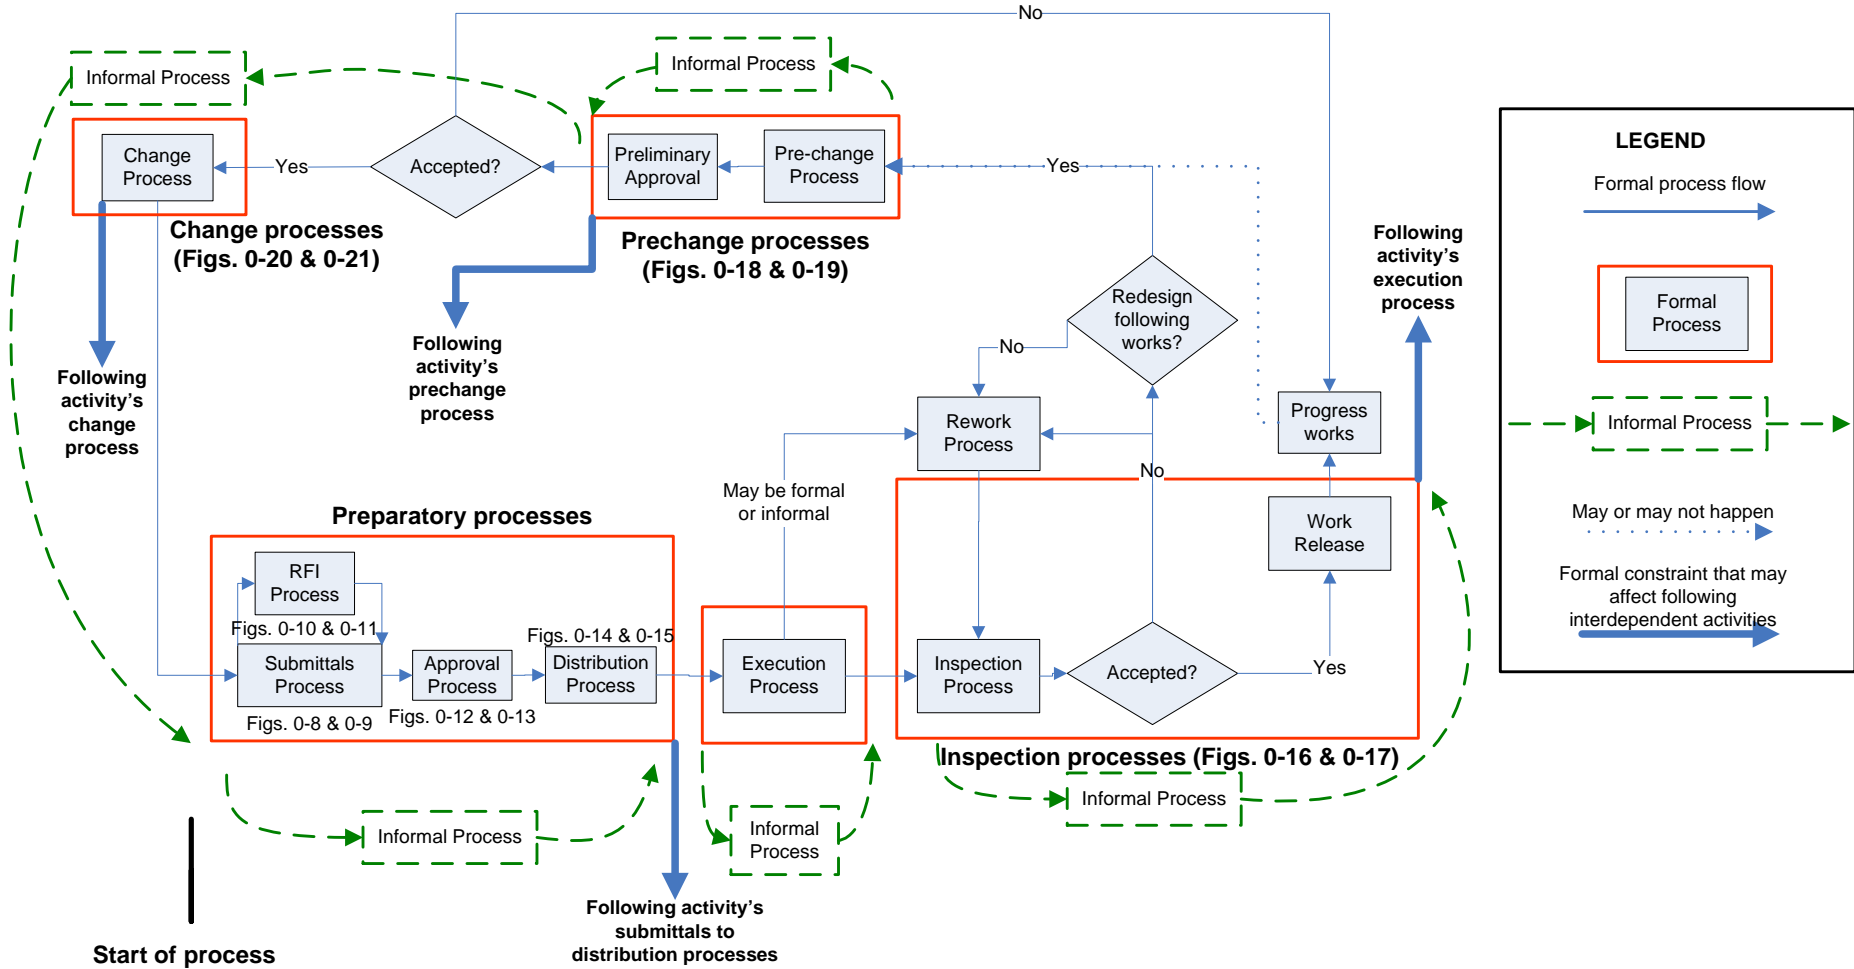 No
Informal Process
Informal Process
Change
Process
Yes
Accepted?
Preliminary
Approval
Pre-change
Process
Yes
Change processes
(Figs. 0-20 & 0-21)
Prechange processes
(Figs. 0-18 & 0-19)
Following
activity’s
execution
process
Following
activity’s
change
process
Following
activity’s
prechange
process
Redesign
following
works?
No
Rework
Process
Progress
works
No
May be formal
or informal
Work
Release
Preparatory processes
RFI
Process
Figs. 0-10 & 0-11
Figs. 0-14 & 0-15
Submittals
Process
Approval
Process
Distribution
Process
Figs. 0-8 & 0-9
Figs. 0-12 & 0-13
Execution
Process
Inspection
Process
Accepted?
Yes
Inspection processes (Figs. 0-16 & 0-17)
Informal Process
Informal Process
Informal
Process
Start of process
Following activity’s
submittals to
distribution processes
LEGEND
Formal process flow
Formal
Process
Informal Process
May or may not happen
Formal constraint that may
affect following
interdependent activities